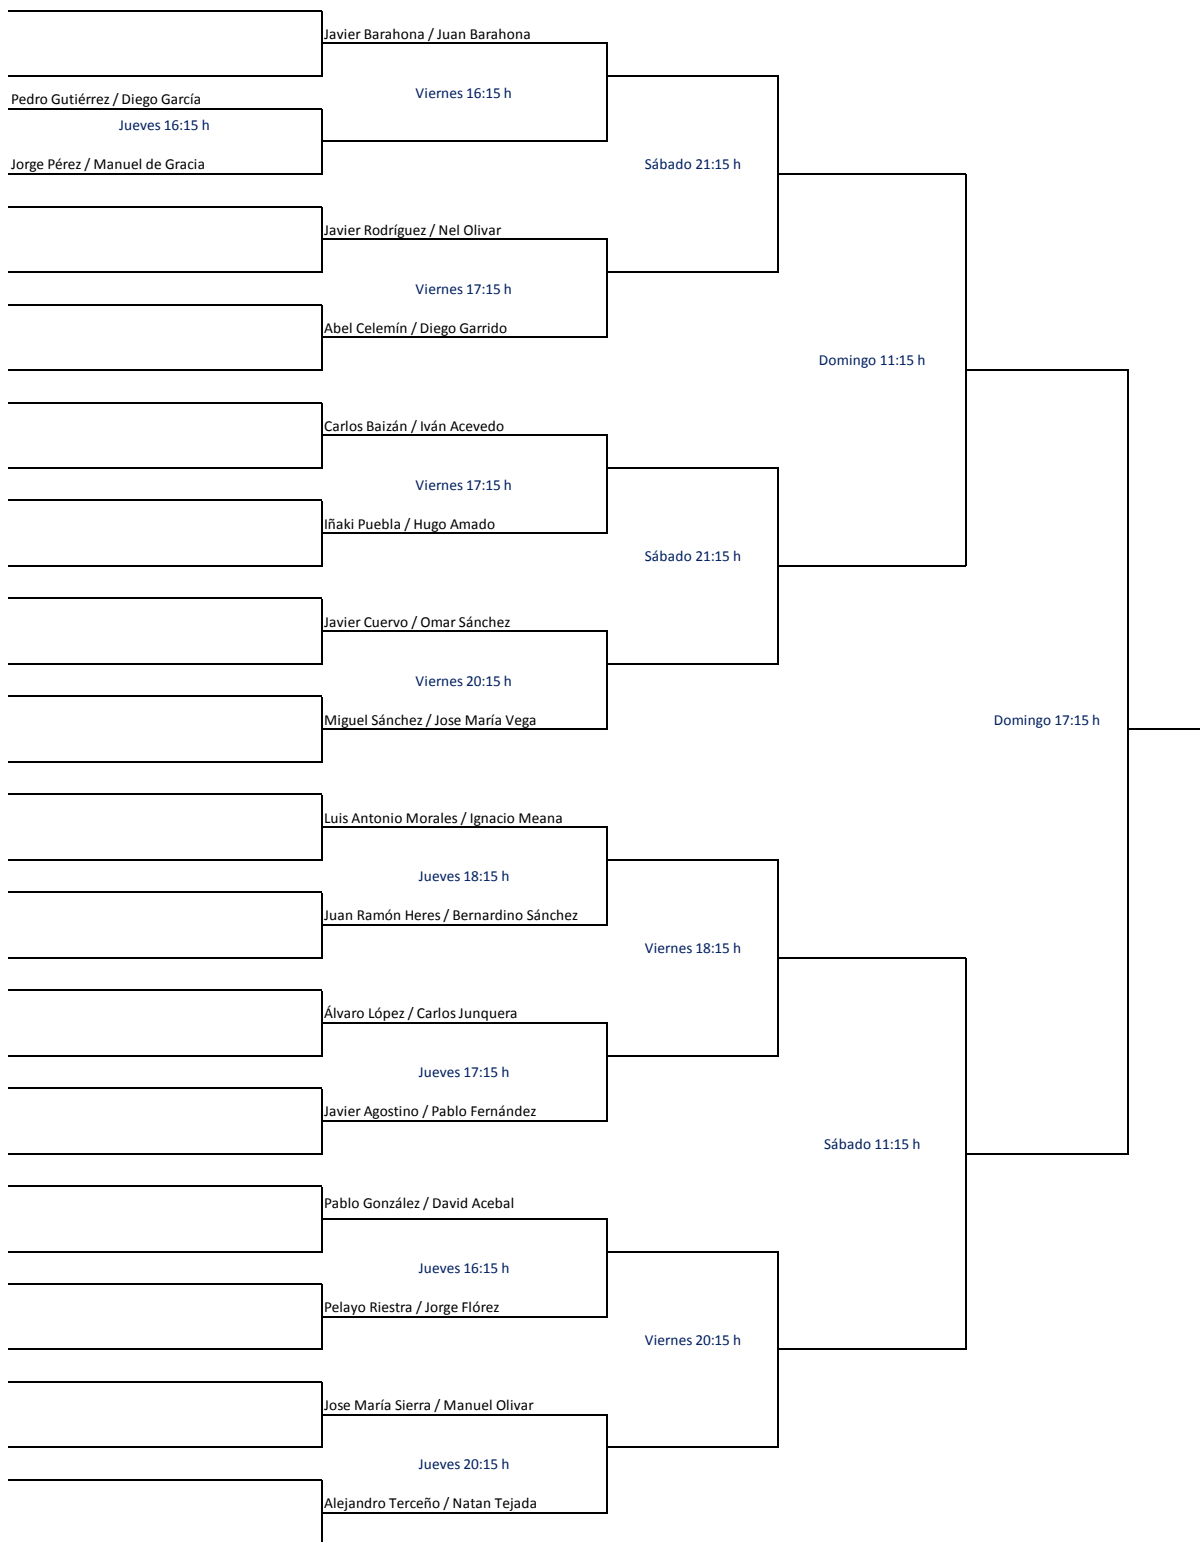 Javier Barahona / Juan Barahona
Viernes 16:15 h
Pedro Gutiérrez / Diego García
Jueves 16:15 h
Jorge Pérez / Manuel de Gracia
Sábado 21:15 h
Javier Rodríguez / Nel Olivar
Viernes 17:15 h
Abel Celemín / Diego Garrido
Domingo 11:15 h
Carlos Baizán / Iván Acevedo
Viernes 17:15 h
Iñaki Puebla / Hugo Amado
Sábado 21:15 h
Javier Cuervo / Omar Sánchez
Viernes 20:15 h
Miguel Sánchez / Jose María Vega
Domingo 17:15 h
Luis Antonio Morales / Ignacio Meana
Jueves 18:15 h
Juan Ramón Heres / Bernardino Sánchez
Viernes 18:15 h
Álvaro López / Carlos Junquera
Jueves 17:15 h
Javier Agostino / Pablo Fernández
Sábado 11:15 h
Pablo González / David Acebal
Jueves 16:15 h
Pelayo Riestra / Jorge Flórez
Viernes 20:15 h
Jose María Sierra / Manuel Olivar
Jueves 20:15 h
Alejandro Terceño / Natan Tejada